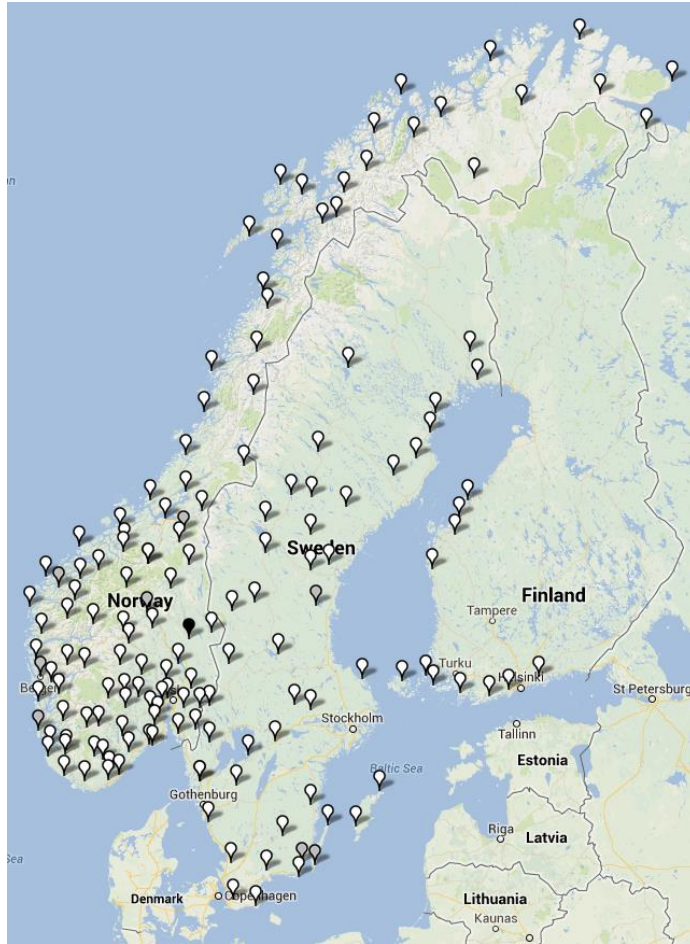 Sweden
Norway
Finland
Tampere
Turku
Helsinki
St Petersburg
Stockholm
Tallinn
Estonia
Baltic Sea
Gothenburg
Riga
Latvia
Denmark
Copenhagen
Lithuania
Kaunas
Sea